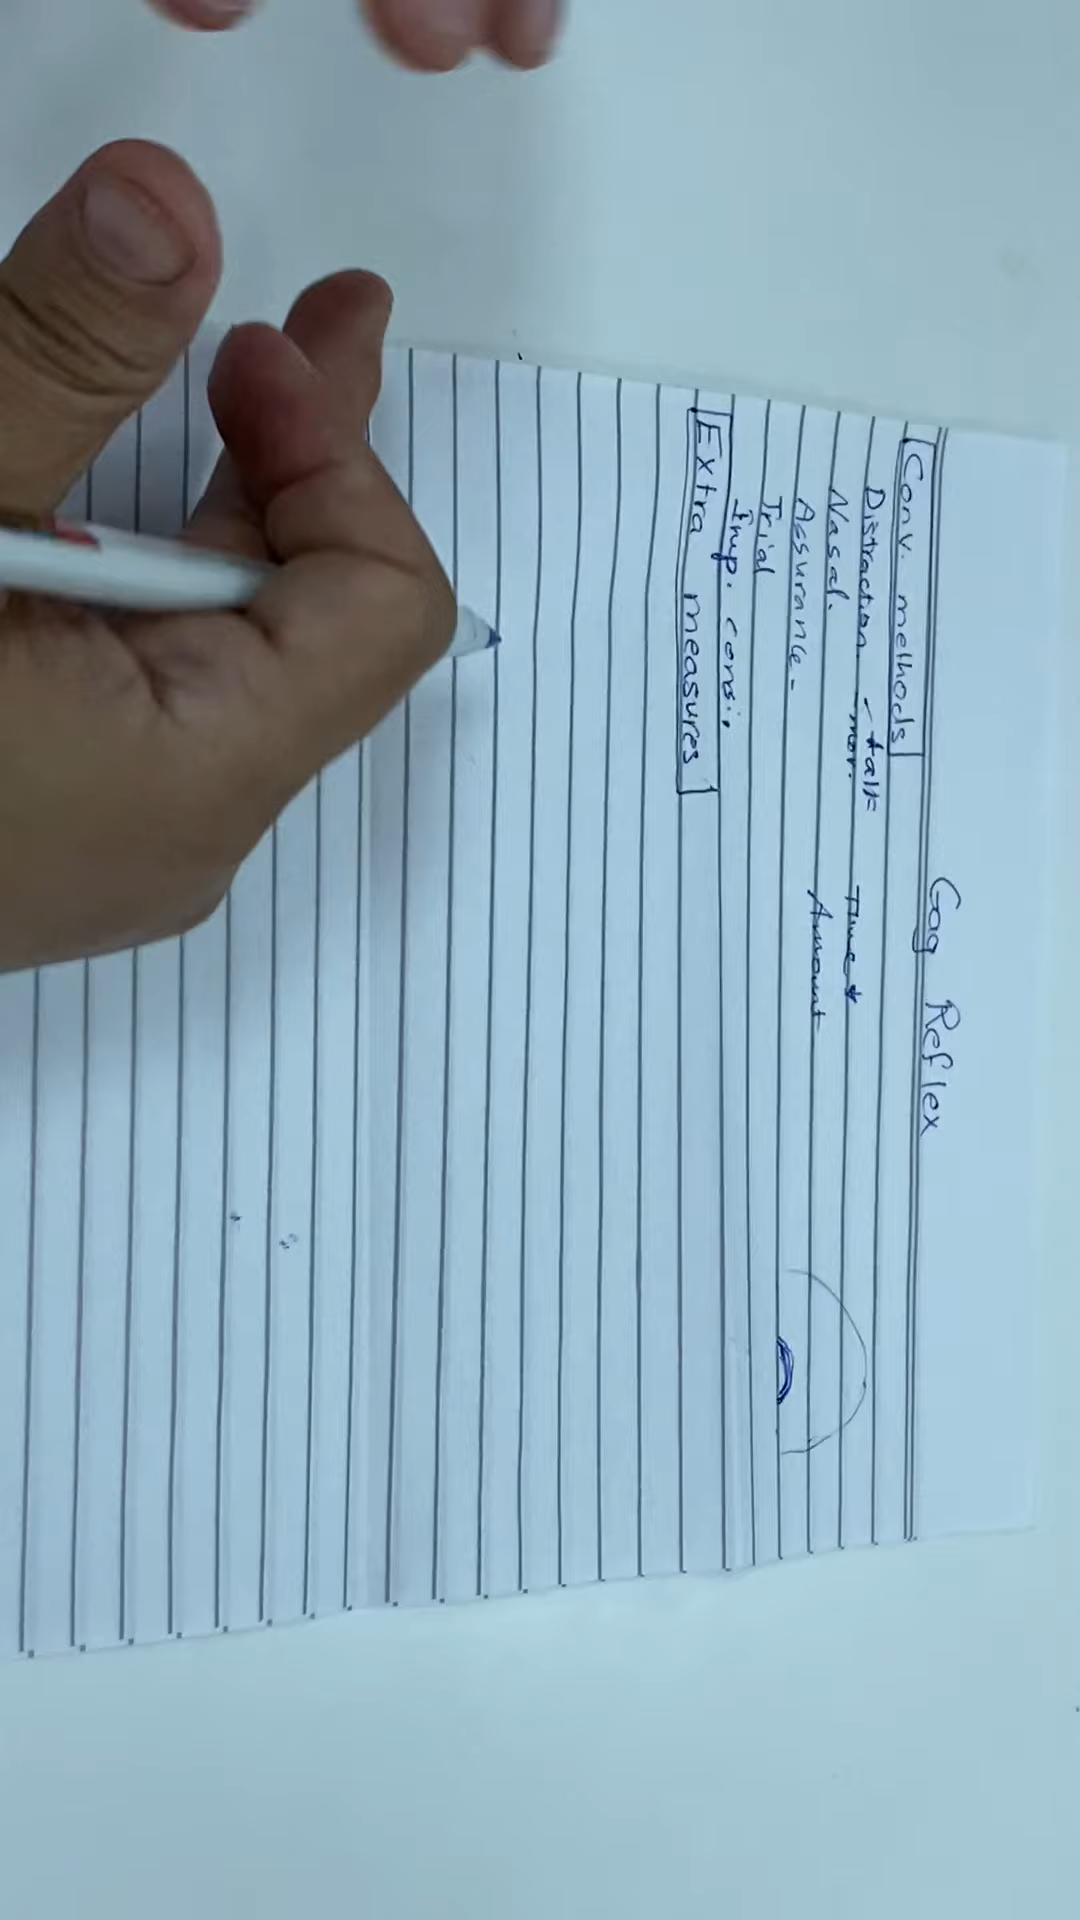 Gag Reflex
Conv. methods
Distraction - talk Time ↓
- mov.
Nasal. Amount
Assurance -
Trial
Imp. consi.
Extra measures